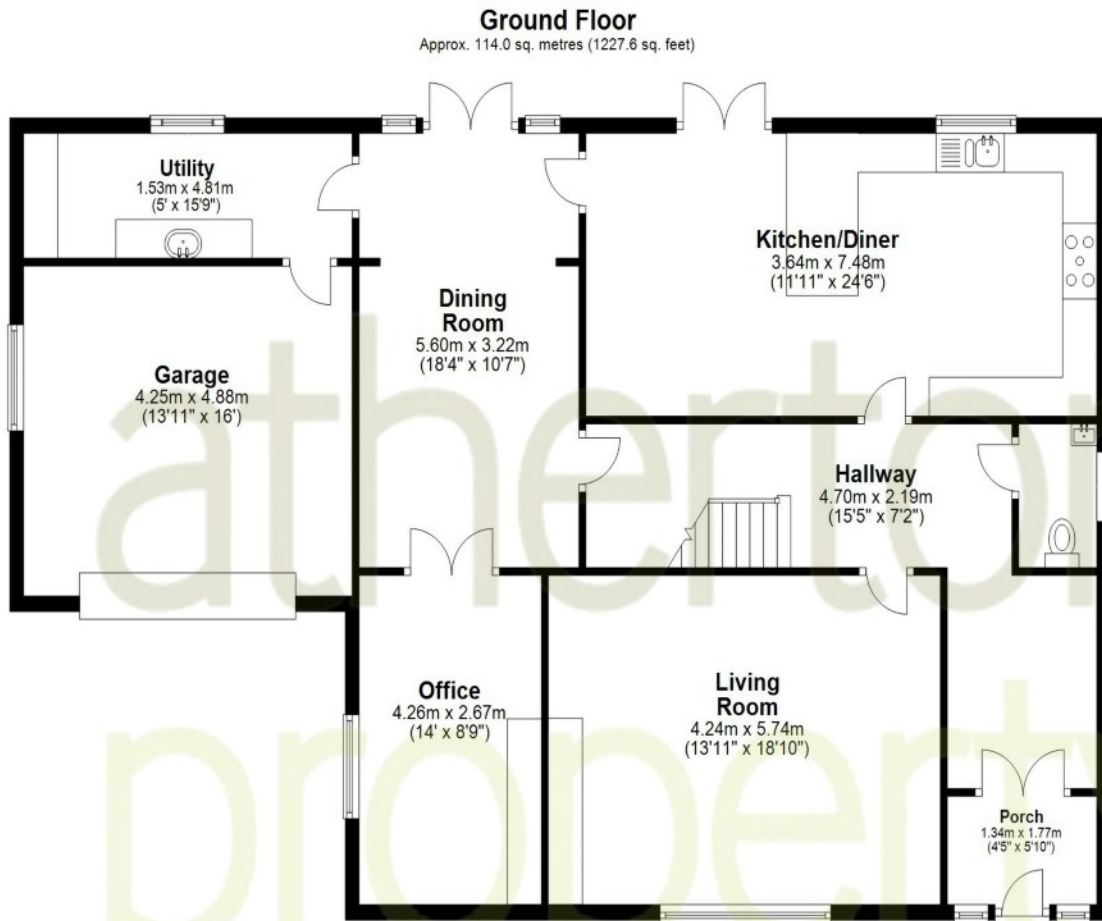 Ground Floor
Approx. 114.0 sq. metres (1227.6 sq. feet)
Utility
1.53m x 4.81m
(5' x 15'9")
Kitchen/Diner
3.64m x 7.48m
(11'11" x 24'6")
Dining
Room
5.60m x 3.22m
(18'4" x 10'7")
Garage
4.25m x 4.88m
(13'11" x 16')
Hallway
4.70m x 2.19m
(15'5" x 7'2")
Office
4.26m x 2.67m
(14' x 8'9")
Living
Room
4.24m x 5.74m
(13'11" x 18'10")
Porch
1.34m x 1.77m
(4'5" x 5'10")
atherton
property